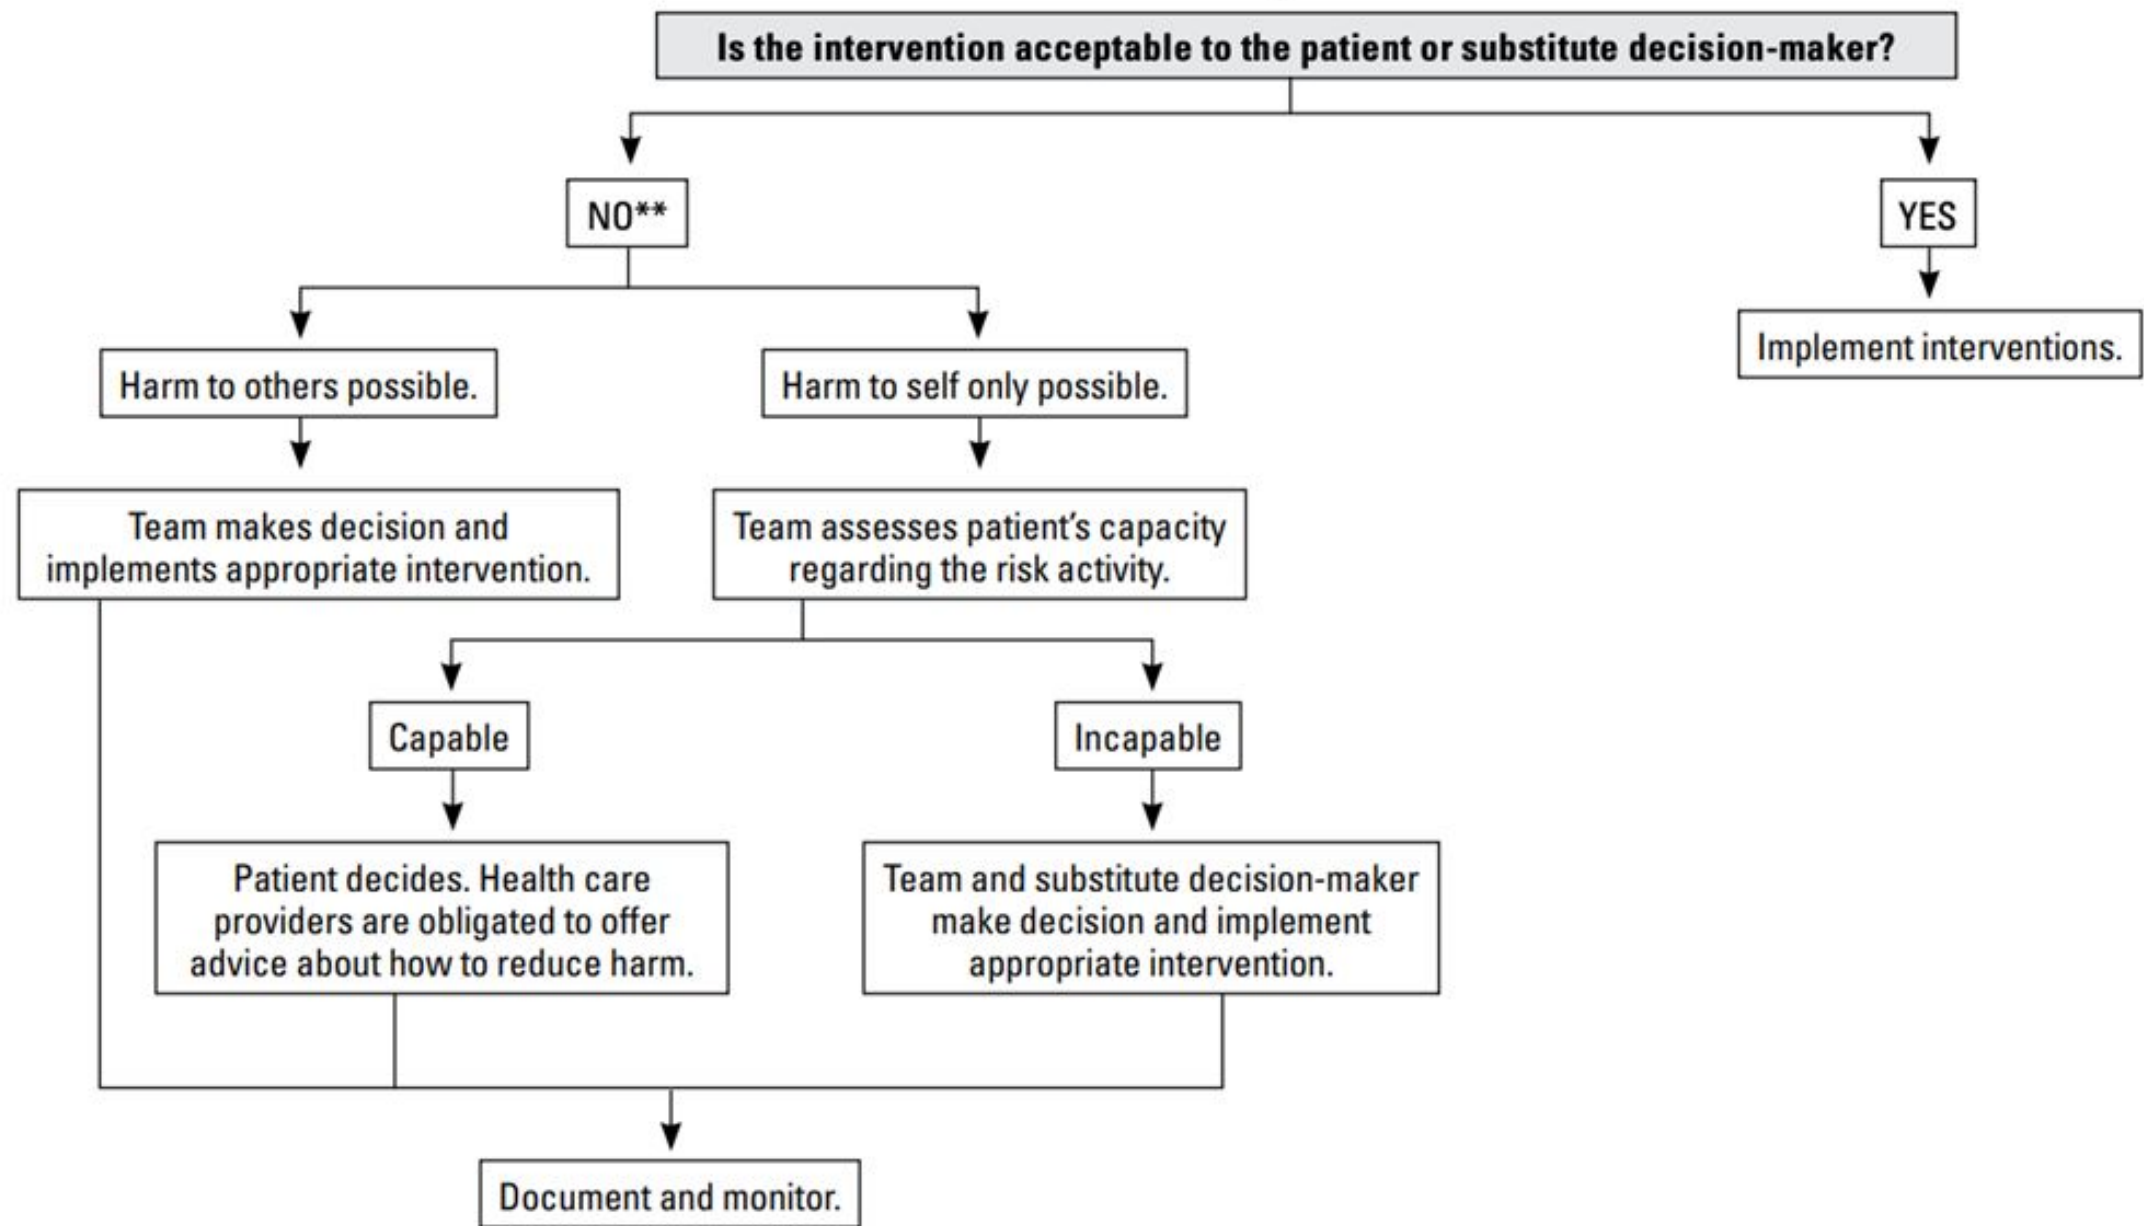 Is the intervention acceptable to the patient or substitute decision-maker?
NO**
YES
Implement interventions.
Harm to others possible.
Harm to self only possible.
Team makes decision and
implements appropriate intervention.
Team assesses patient’s capacity
regarding the risk activity.
Capable
Incapable
Patient decides. Health care
providers are obligated to offer
advice about how to reduce harm.
Team and substitute decision-maker
make decision and implement
appropriate intervention.
Document and monitor.